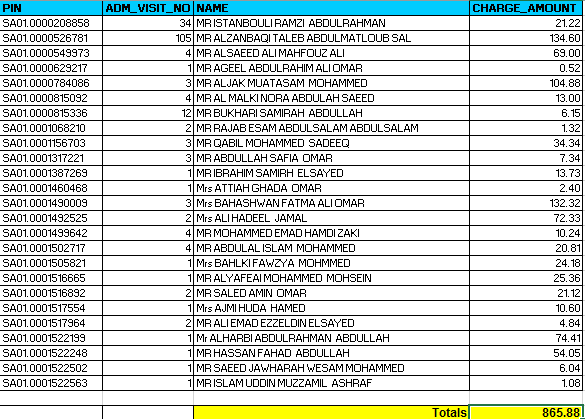 PIN ADM_VISIT_NO NAME CHARGE_AMOUNT
SA01.0000208858 34 MR ISTANBOULI RAMZI ABDULRAHMAN 21.22
SA01.0000526781 105 MR ALZANBAQI TALEB ABDULMATLOUB SAL 134.60
SA01.0000549973 4 MR ALSAEED ALI MAHFOUZ ALI 69.00
SA01.0000629217 1 MR AGEEL ABDULRAHIM ALI OMAR 0.52
SA01.0000784086 3 MR ALJAK MUATASAM MOHAMMED 104.88
SA01.0000815092 4 MR AL MALKI NORA ABDULAH SAEED 13.00
SA01.0000815336 12 MR BUKHARI SAMIRAH ABDULLAH 6.15
SA01.0001068210 2 MR RAJAB ESAM ABDULSALAM ABDULSALAM 1.32
SA01.0001156703 3 MR QABIL MOHAMMED SADEEQ 34.34
SA01.0001317221 3 MR ABDULLAH SAFIA OMAR 7.34
SA01.0001387269 1 MR IBRAHIM SAMIRH ELSAYED 13.73
SA01.0001460468 1 Mrs ATTIAH GHADA OMAR 2.40
SA01.0001490009 3 Mrs BAHASHWAN FATMA ALI OMAR 132.32
SA01.0001492525 2 Mrs ALI HADEEL JAMAL 72.33
SA01.0001499642 4 MR MOHAMMED EMAD HAMDI ZAKI 10.24
SA01.0001502717 4 MR ABDULAL ISLAM MOHAMMED 20.81
SA01.0001505821 1 Mrs BAHLKI FAWZYA MOHMMED 24.18
SA01.0001516665 1 MR ALYAFEAI MOHAMMED MOHSEIN 25.36
SA01.0001516892 2 MR SALED AMIN OMAR 21.12
SA01.0001517554 1 Mrs AJMI HUDA HAMED 10.60
SA01.0001517964 2 MR ALI EMAD EZZELDIN ELSAYED 4.84
SA01.0001522199 1 Mr ALHARBI ABDULRAHMAN ABDULLAH 74.41
SA01.0001522248 1 MR HASSAN FAHAD ABDULLAH 54.05
SA01.0001522502 1 MR SAEED JAWHARAH WESAM MOHAMMED 6.04
SA01.0001522563 1 MR ISLAM UDDIN MUZZAMIL ASHRAF 1.08
Totals 865.88